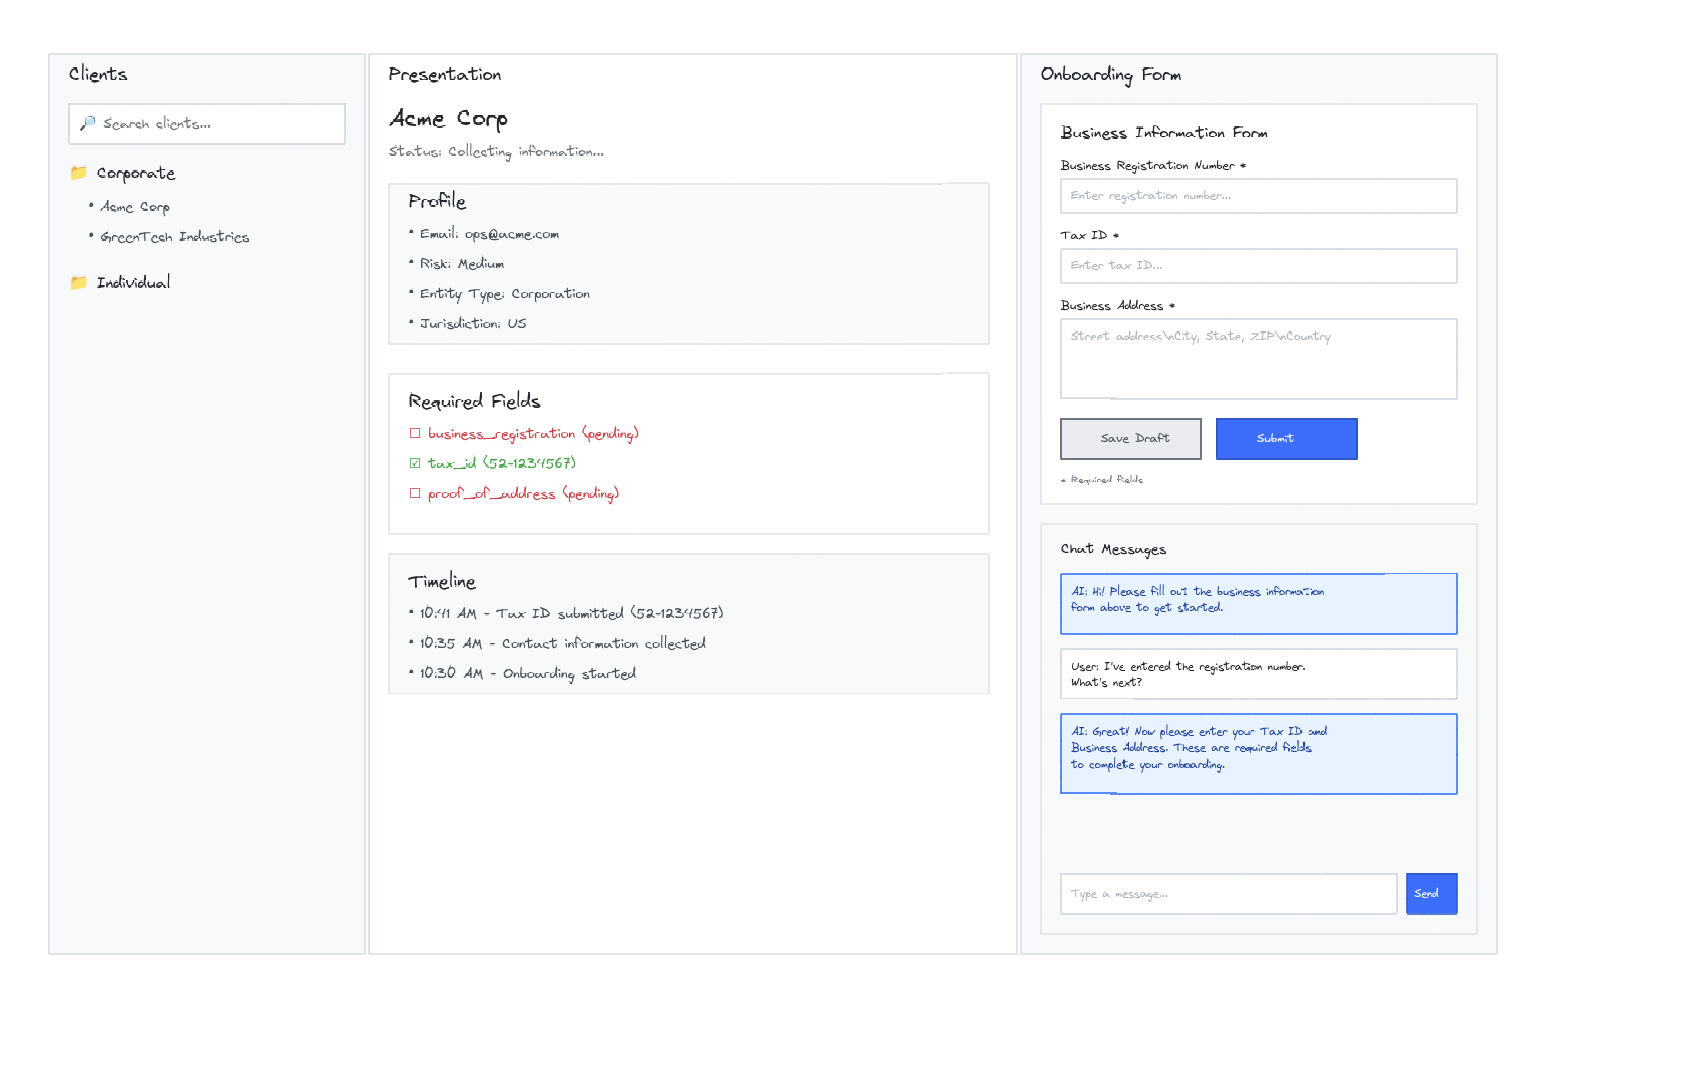 Clients
🔎 Search clients...
📁 Corporate
• Acme Corp
• GreenTech Industries
📁 Individual
Presentation
Acme Corp
Status: Collecting information...
Profile
• Email: ops@acme.com
• Risk: Medium
• Entity Type: Corporation
• Jurisdiction: US
Required Fields
☐ business_registration (pending)
☑ tax_id (52-1234567)
☐ proof_of_address (pending)
Timeline
• 10:41 AM - Tax ID submitted (52-1234567)
• 10:35 AM - Contact information collected
• 10:30 AM - Onboarding started
Onboarding Form
Business Information Form
Business Registration Number *
Enter registration number...
Tax ID *
Enter tax ID...
Business Address *
Street address\nCity, State, ZIP\nCountry
Save Draft
Submit
* Required fields
Chat Messages
AI: Hi! Please fill out the business information
form above to get started.
User: I've entered the registration number.
What's next?
AI: Great! Now please enter your Tax ID and
Business Address. These are required fields
to complete your onboarding.
Type a message...
Send